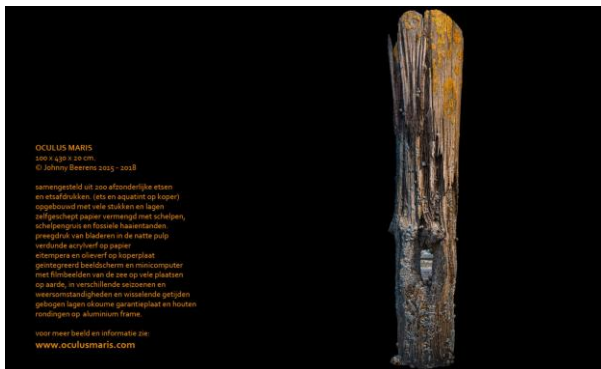 OCULUS MARIS
100 x 430 x 20 cm.
© Johnny Beerens 2015 - 2018
samengesteld uit 200 afzonderlijke etsen
en etsafdrukken. (ets en aquatint op koper)
opgebouwd met vele stukken en lagen
zelfgeschept papier vermengd met schelpen,
schelpengruis en fossiele haaientanden.
preegdruk van bladeren in de natte pulp
verdunde acrylverf op papier
eitempera en olieverf op koperplaat
geintegreerd beeldscherm en minicomputer
met filmbeelden van de zee op vele plaatsen
op aarde, in verschillende seizoenen en
weersomstandigheden en wisselende getijden
gebogen lagen okoume garantieplaat en houten
rondingen op aluminium frame.
voor meer beeld en informatie zie:
www.oculusmaris.com